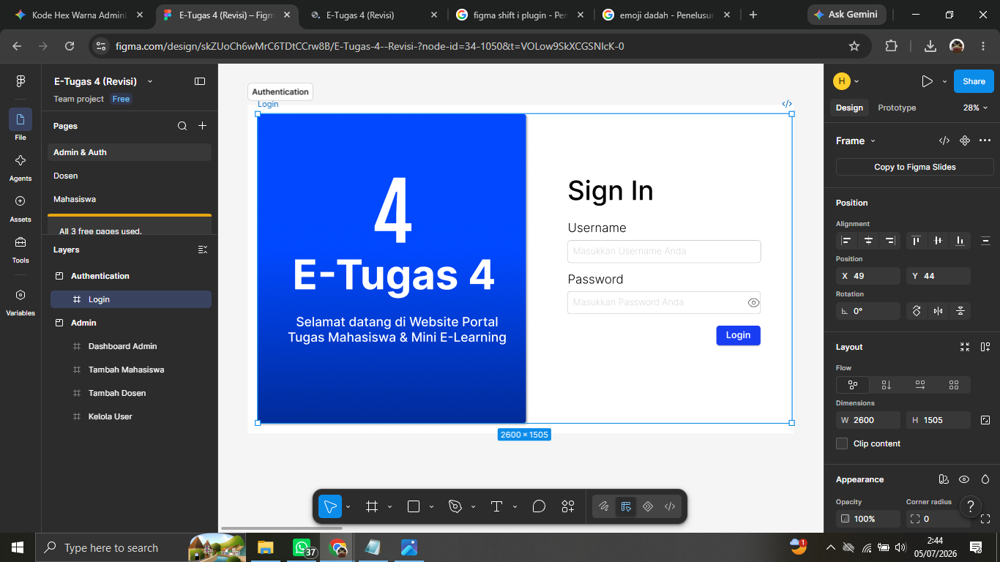 Kode Hex Warna AdminL
E-Tugas 4 (Revisi) – Figm
E-Tugas 4 (Revisi)
figma shift i plugin - Pen
emoji dadah - Penelusur
Ask Gemini
figma.com/design/skZUoCh6wMrC6TDtCCrw8B/E-Tugas-4--Revisi-?node-id=34-1050&t=VOLow9SkXCGSNIcK-0
File
Agents
Assets
Tools
Variables
E-Tugas 4 (Revisi)
Team project
Free
Pages
Admin & Auth
Dosen
Mahasiswa
All 3 free pages used.
Layers
Authentication
Login
Admin
Dashboard Admin
Tambah Mahasiswa
Tambah Dosen
Kelola User
Authentication
Login
4
E-Tugas 4
Selamat datang di Website Portal
Tugas Mahasiswa & Mini E-Learning
Sign In
Username
Masukkan Username Anda
Password
Masukkan Password Anda
Login
2600 × 1505
H
Share
Design
Prototype
28%
Frame
Copy to Figma Slides
Position
Alignment
Position
X 49
Y 44
Rotation
0°
Layout
Flow
Dimensions
W 2600
H 1505
Clip content
Appearance
Opacity
Corner radius
100%
0
?
Type here to search
37
1
2:44
05/07/2026